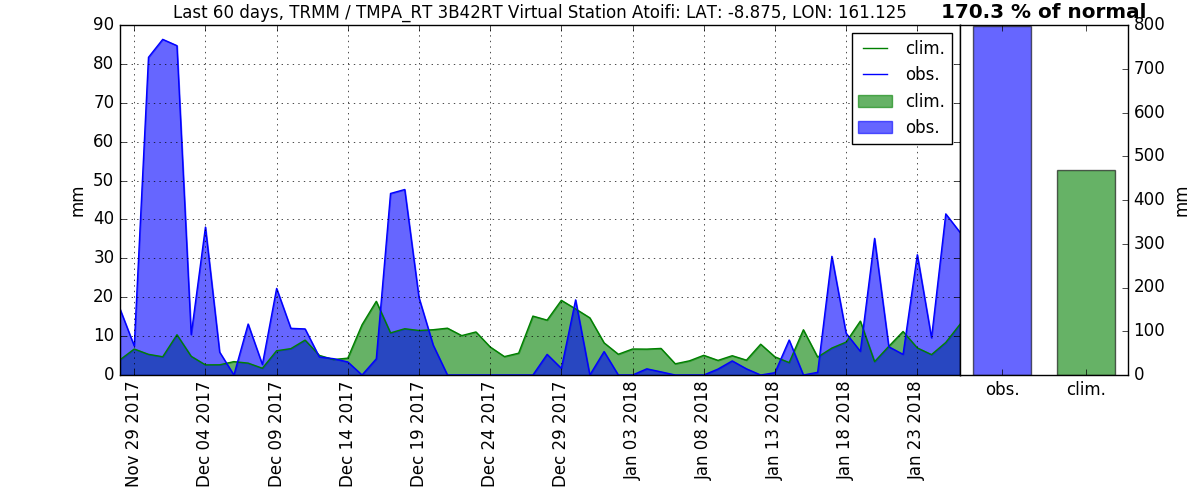 Last 60 days, TRMM / TMPA_RT 3B42RT Virtual Station Atoifi: LAT: -8.875, LON: 161.125
170.3 % of normal
90
80
70
60
50
40
30
20
10
0
mm
clim.
obs.
clim.
obs.
800
700
600
500
400
300
200
100
0
mm
Nov 29 2017
Dec 04 2017
Dec 09 2017
Dec 14 2017
Dec 19 2017
Dec 24 2017
Dec 29 2017
Jan 03 2018
Jan 08 2018
Jan 13 2018
Jan 18 2018
Jan 23 2018
obs.
clim.